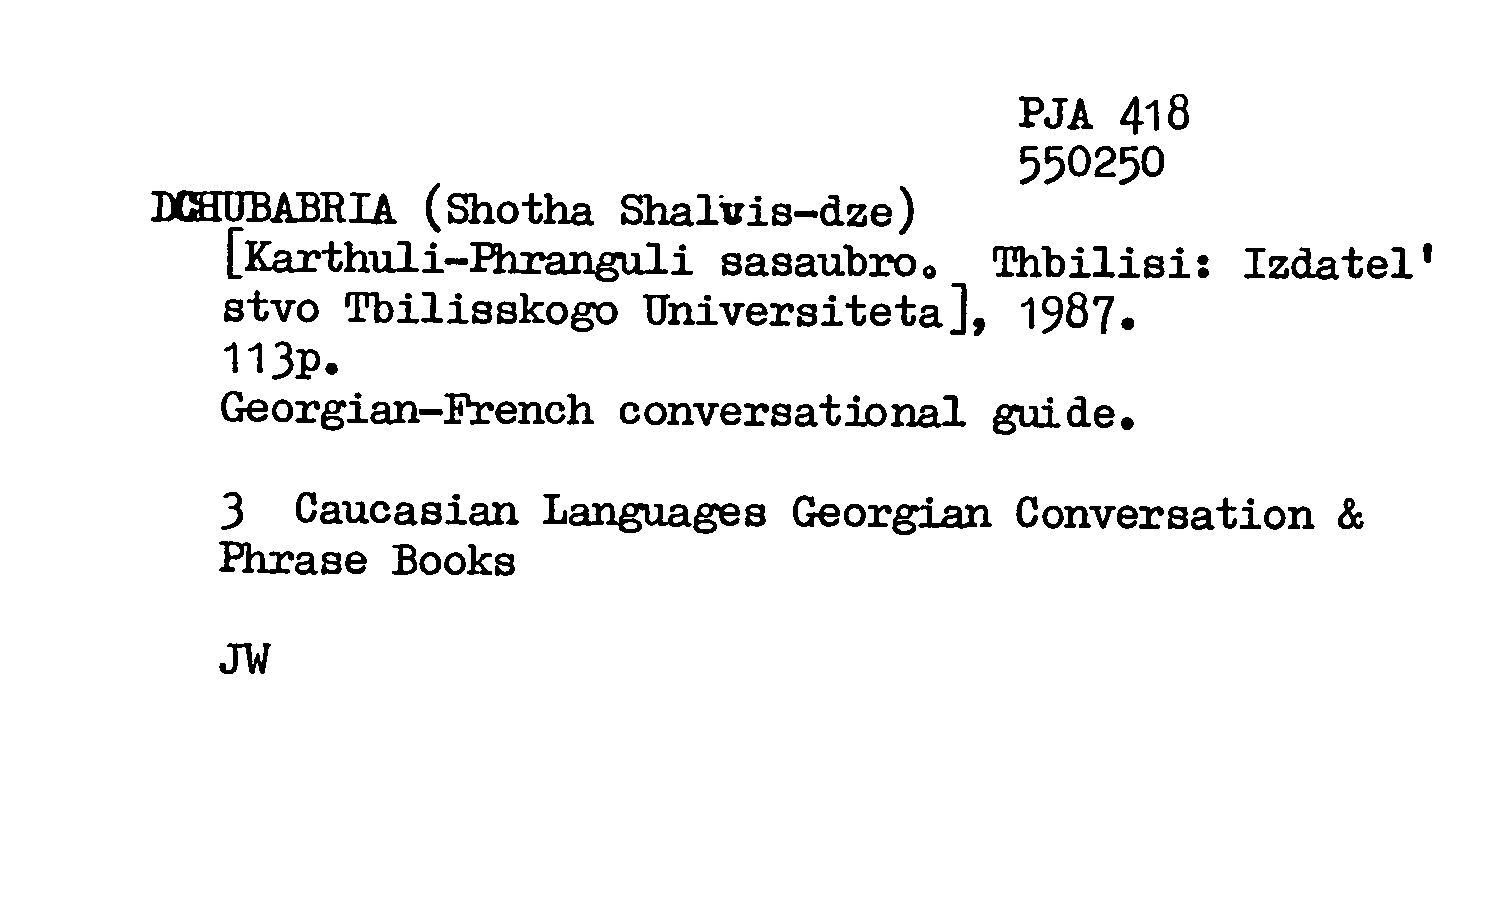 PJA 418
550250
DCHUBABRIA (Shotha Shalvis-dze)
[Karthuli-Phranguli sasaubro. Thbilisi: Izdatel'
stvo Tbilisskogo Universiteta], 1987.
113p.
Georgian-French conversational guide.
3 Caucasian Languages Georgian Conversation &
Phrase Books
JW